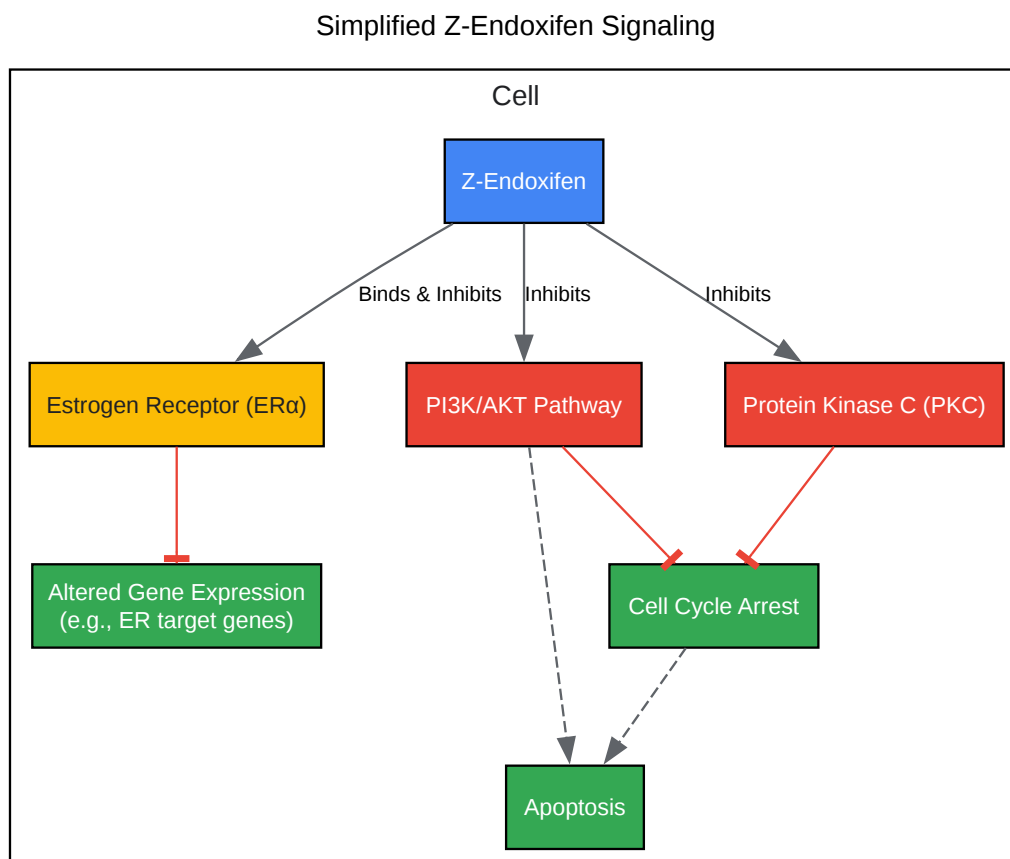 Simplified Z-Endoxifen Signaling
Cell
Z-Endoxifen
Binds & Inhibits
Inhibits
Inhibits
Estrogen Receptor (ERα)
PI3K/AKT Pathway
Protein Kinase C (PKC)
Altered Gene Expression
(e.g., ER target genes)
Cell Cycle Arrest
Apoptosis